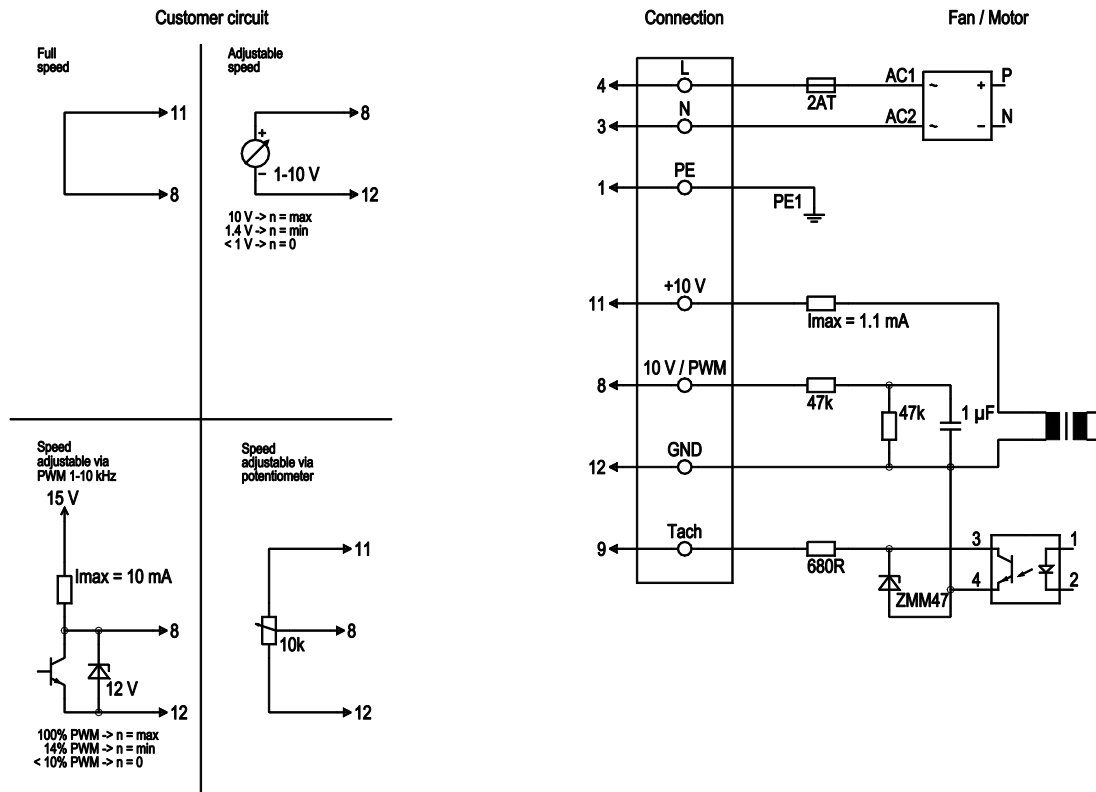 Customer circuit
Connection
Fan / Motor
Full
speed
11
8
Adjustable
speed
8
+
− 1-10 V
12
10 V -> n = max
1.4 V -> n = min
< 1 V -> n = 0
Speed
adjustable via
PWM 1-10 kHz
15 V
Imax = 10 mA
8
12 V
12
100% PWM -> n = max
14% PWM -> n = min
< 10% PWM -> n = 0
Speed
adjustable via
potentiometer
11
8
10k
12
4
L
2AT
AC1
~
+
P
3
N
AC2
~
−
N
1
PE
PE1
11
+10 V
Imax = 1.1 mA
8
10 V / PWM
47k
47k
1 µF
12
GND
9
Tach
680R
ZMM47
3
4
1
2